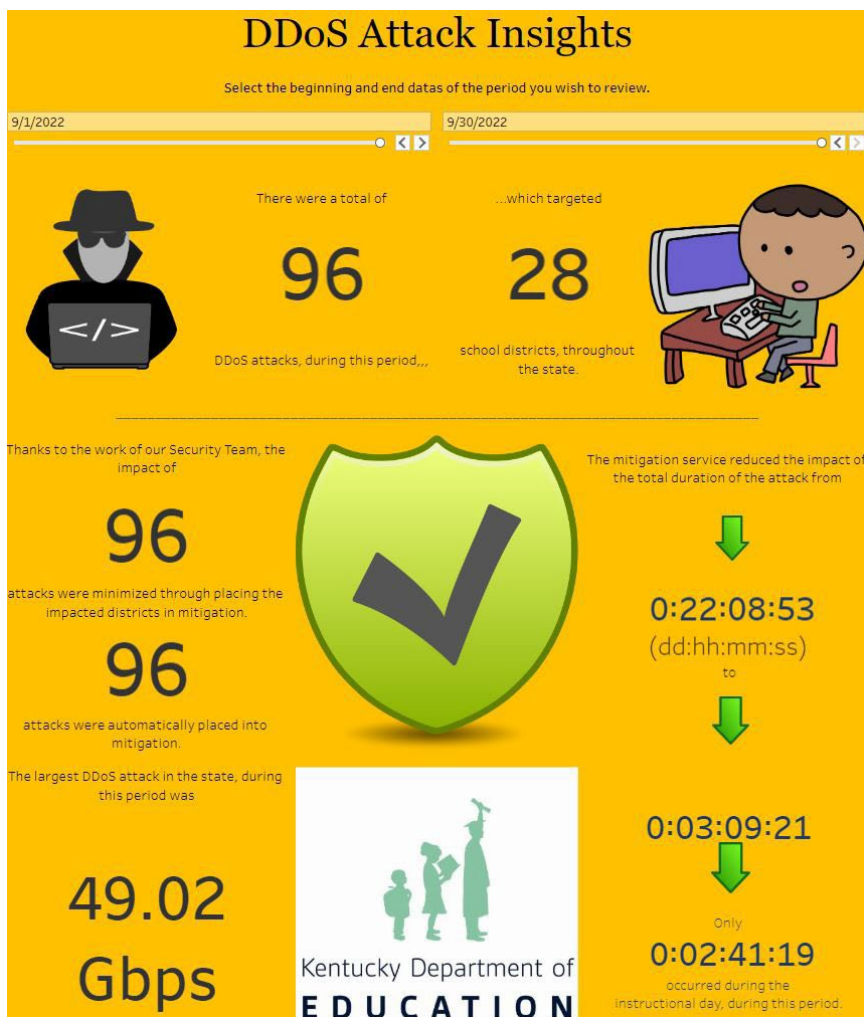 DDoS Attack Insights
Select the beginning and end datas of the period you wish to review.
9/1/2022
9/30/2022
There were a total of
96
DDoS attacks, during this period,,,
...which targeted
28
school districts, throughout
the state.
</>
Thanks to the work of our Security Team, the
impact of
96
attacks were minimized through placing the
impacted districts in mitigation.
96
attacks were automatically placed into
mitigation.
The largest DDoS attack in the state, during
this period was
49.02
Gbps
Kentucky Department of
EDUCATION
The mitigation service reduced the impact of
the total duration of the attack from
0:22:08:53
(dd:hh:mm:ss)
to
0:03:09:21
Only
0:02:41:19
occurred during the
instructional day, during this period.